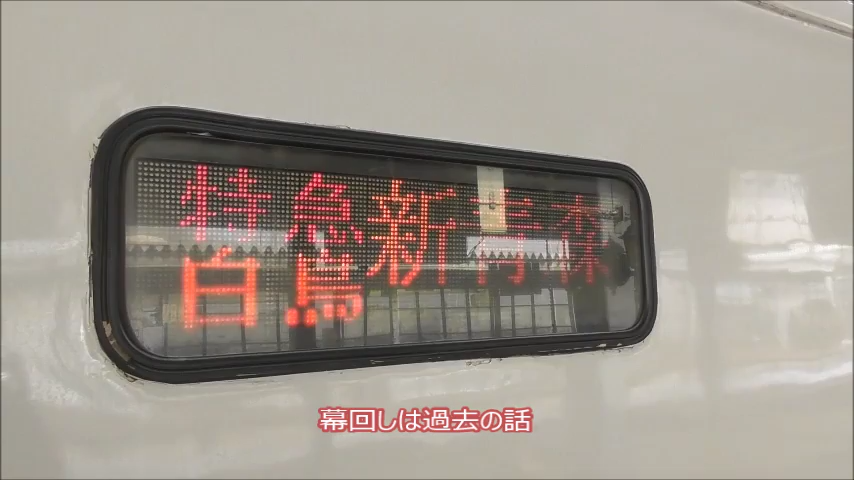 特急
白鳥
新青森
幕回しは過去の話